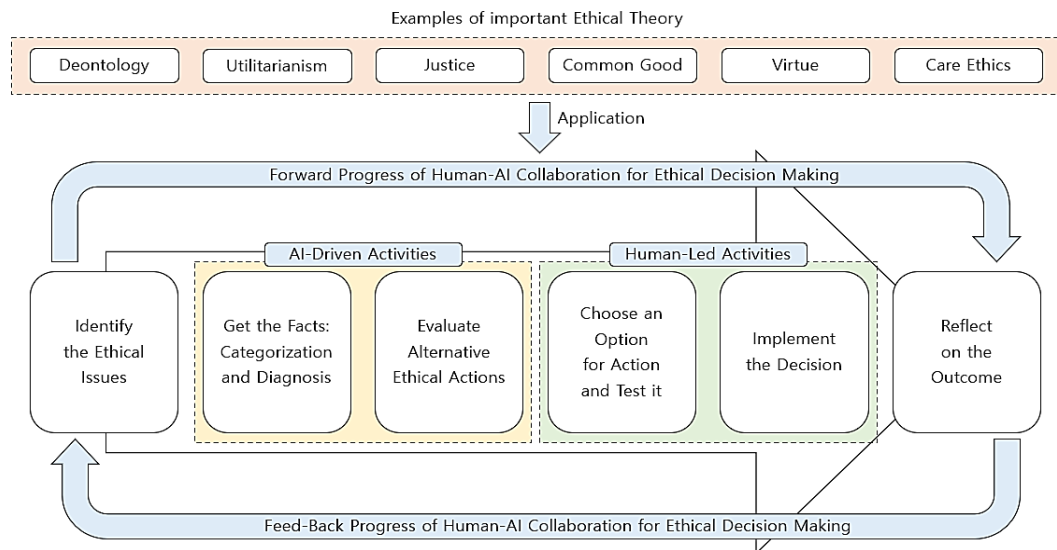 Examples of important Ethical Theory
Deontology
Utilitarianism
Justice
Common Good
Virtue
Care Ethics
Application
Forward Progress of Human-AI Collaboration for Ethical Decision Making
AI-Driven Activities
Human-Led Activities
Identify
the Ethical
Issues
Get the Facts:
Categorization
and Diagnosis
Evaluate
Alternative
Ethical Actions
Choose an
Option
for Action
and Test it
Implement
the Decision
Reflect
on the
Outcome
Feed-Back Progress of Human-AI Collaboration for Ethical Decision Making